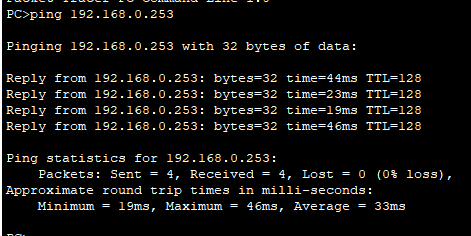 PC>ping 192.168.0.253
Pinging 192.168.0.253 with 32 bytes of data:
Reply from 192.168.0.253: bytes=32 time=44ms TTL=128
Reply from 192.168.0.253: bytes=32 time=23ms TTL=128
Reply from 192.168.0.253: bytes=32 time=19ms TTL=128
Reply from 192.168.0.253: bytes=32 time=46ms TTL=128
Ping statistics for 192.168.0.253:
Packets: Sent = 4, Received = 4, Lost = 0 (0% loss),
Approximate round trip times in milli-seconds:
Minimum = 19ms, Maximum = 46ms, Average = 33ms